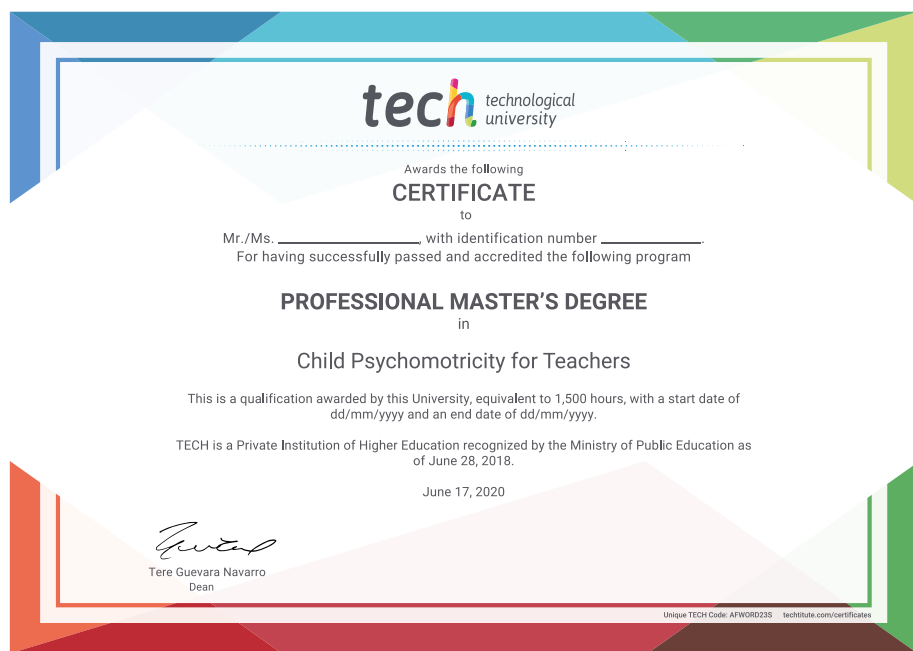 tech technological
university
Awards the following
CERTIFICATE
to
Mr./Ms. ____________________, with identification number ______________.
For having successfully passed and accredited the following program
PROFESSIONAL MASTER'S DEGREE
in
Child Psychomotricity for Teachers
This is a qualification awarded by this University, equivalent to 1,500 hours, with a start date of
dd/mm/yyyy and an end date of dd/mm/yyyy.
TECH is a Private Institution of Higher Education recognized by the Ministry of Public Education as
of June 28, 2018.
June 17, 2020
Tere Guevara Navarro
Dean
Unique TECH Code: AFWORD23S techtitute.com/certificates